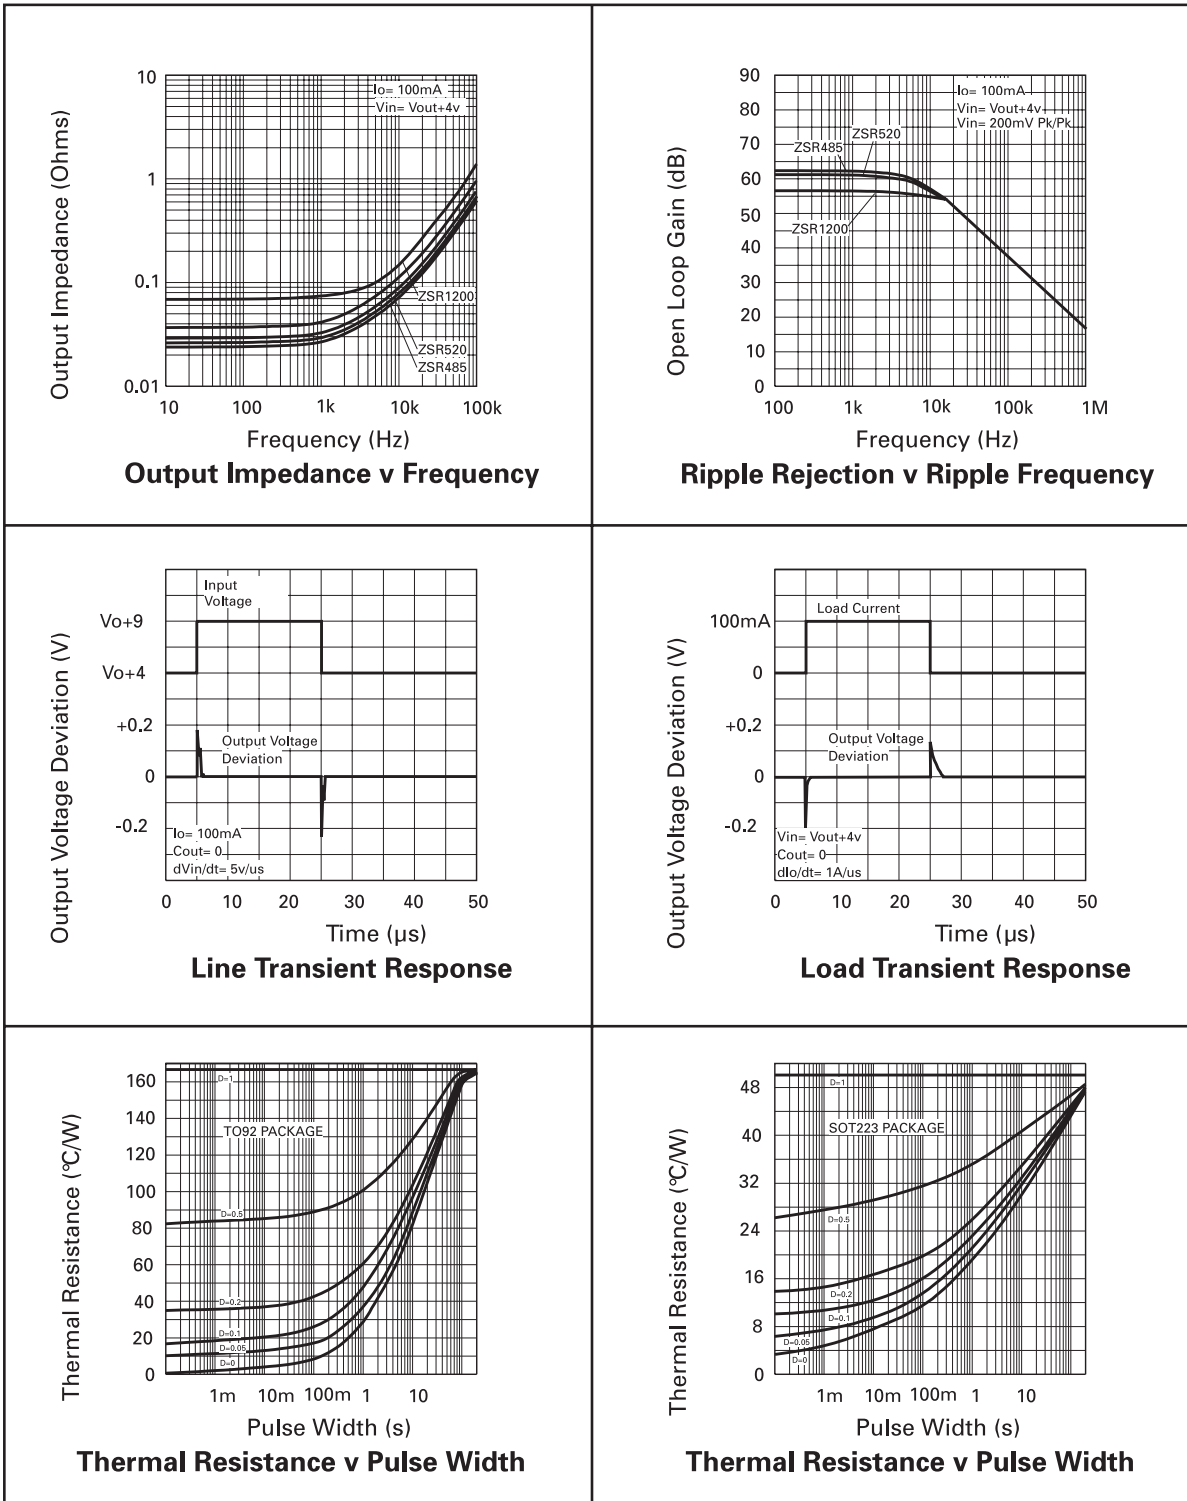 Output Impedance (Ohms)
10
1
0.1
0.01
Io= 100mA
Vin= Vout+4v
ZSR1200
ZSR520
ZSR485
10 100 1k 10k 100k
Frequency (Hz)
Output Impedance v Frequency
Open Loop Gain (dB)
90
80
70
60
50
40
30
20
10
0
Io= 100mA
Vin= Vout+4v
Vin= 200mV Pk/Pk
ZSR520
ZSR485
ZSR1200
100 1k 10k 100k 1M
Frequency (Hz)
Ripple Rejection v Ripple Frequency
Output Voltage Deviation (V)
Vo+9
Vo+4
+0.2
0
-0.2
Input
Voltage
Output Voltage
Deviation
Io= 100mA
Cout= 0
dVin/dt= 5v/us
0 10 20 30 40 50
Time (µs)
Line Transient Response
Output Voltage Deviation (V)
100mA
0
+0.2
0
-0.2
Load Current
Output Voltage
Deviation
Vin= Vout+4v
Cout= 0
dIo/dt= 1A/us
0 10 20 30 40 50
Time (µs)
Load Transient Response
Thermal Resistance (°C/W)
160
140
120
100
80
60
40
20
0
D=1
TO92 PACKAGE
D=0.5
D=0.2
D=0.1
D=0.05
D=0
1m 10m 100m 1 10
Pulse Width (s)
Thermal Resistance v Pulse Width
Thermal Resistance (°C/W)
48
40
32
24
16
8
0
D=1
SOT223 PACKAGE
D=0.5
D=0.2
D=0.1
D=0.05
D=0
1m 10m 100m 1 10
Pulse Width (s)
Thermal Resistance v Pulse Width